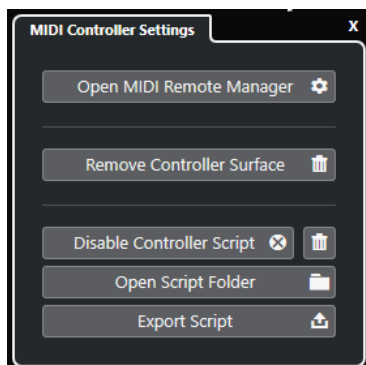 MIDI Controller Settings
X
Open MIDI Remote Manager
Remove Controller Surface
Disable Controller Script
Open Script Folder
Export Script